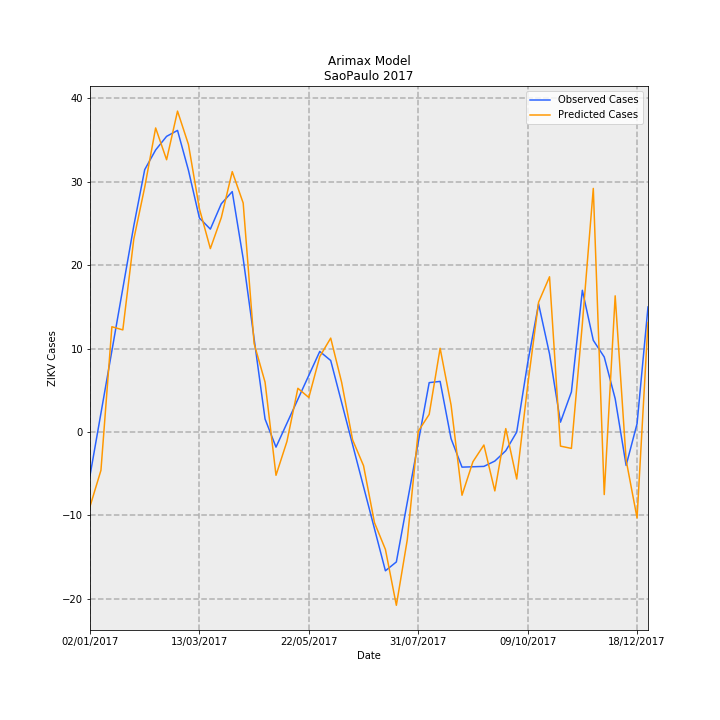 Arimax Model
SaoPaulo 2017
Observed Cases
Predicted Cases
40
30
20
10
0
−10
−20
ZIKV Cases
02/01/2017
13/03/2017
22/05/2017
31/07/2017
09/10/2017
18/12/2017
Date